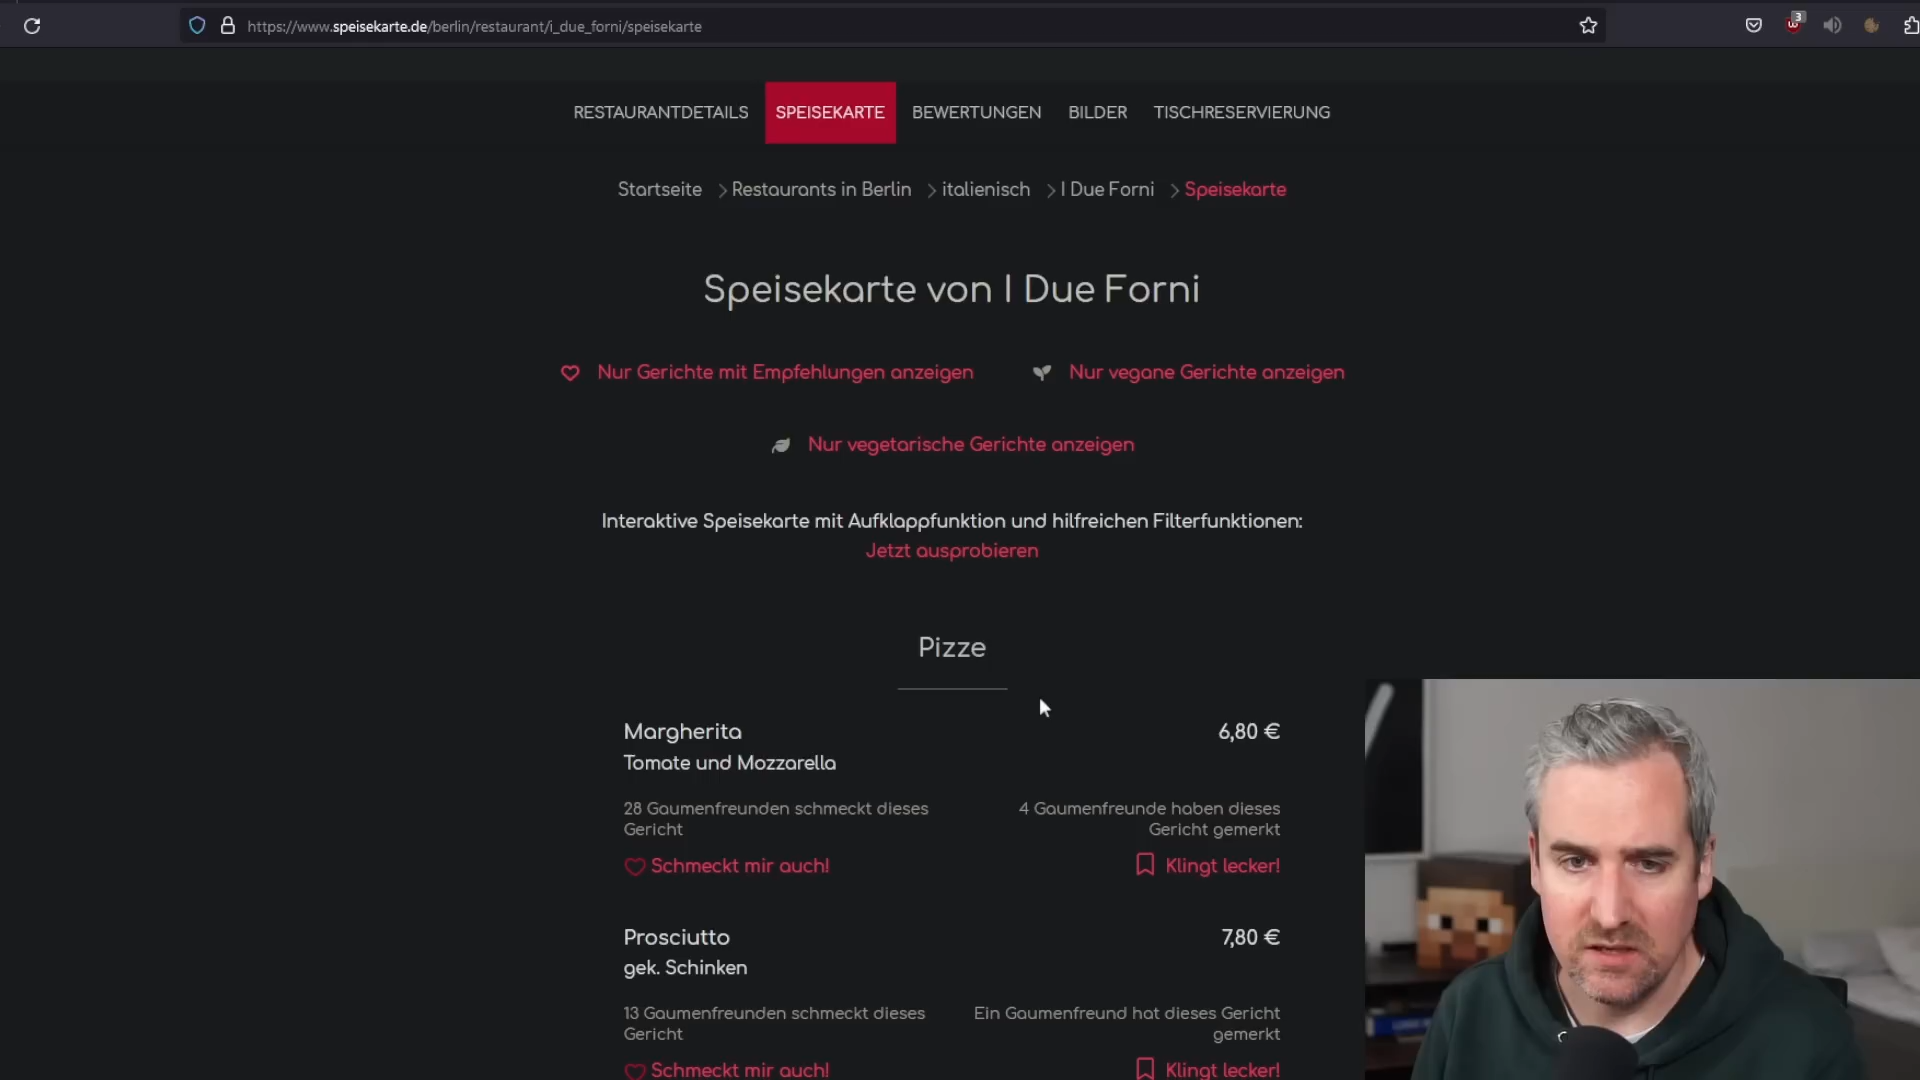 https://www.speisekarte.de/berlin/restaurant/i_due_forni/speisekarte
3
RESTAURANTDETAILS SPEISEKARTE BEWERTUNGEN BILDER TISCHRESERVIERUNG
Startseite > Restaurants in Berlin > italienisch > I Due Forni > Speisekarte
Speisekarte von I Due Forni
Nur Gerichte mit Empfehlungen anzeigen Nur vegane Gerichte anzeigen
Nur vegetarische Gerichte anzeigen
Interaktive Speisekarte mit Aufklappfunktion und hilfreichen Filterfunktionen:
Jetzt ausprobieren
Pizze
Margherita 6,80 €
Tomate und Mozzarella
28 Gaumenfreunden schmeckt dieses
Gericht
4 Gaumenfreunde haben dieses
Gericht gemerkt
Schmeckt mir auch! Klingt lecker!
Prosciutto 7,80 €
gek. Schinken
13 Gaumenfreunden schmeckt dieses
Gericht
Ein Gaumenfreund hat dieses Gericht
gemerkt
Schmeckt mir auch! Klingt lecker!